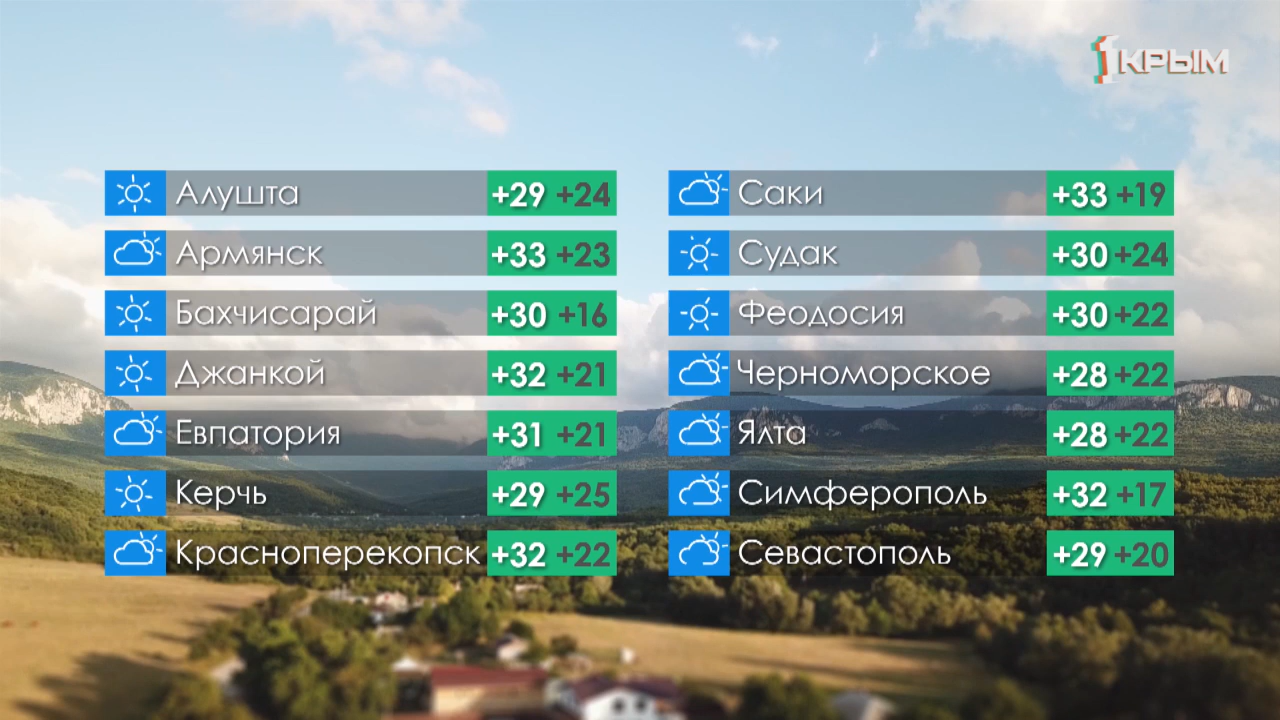 1КРЫМ
Алушта +29 +24
Армянск +33 +23
Бахчисарай +30 +16
Джанкой +32 +21
Евпатория +31 +21
Керчь +29 +25
Красноперекопск +32 +22
Саки +33 +19
Судак +30 +24
Феодосия +30 +22
Черноморское +28 +22
Ялта +28 +22
Симферополь +32 +17
Севастополь +29 +20